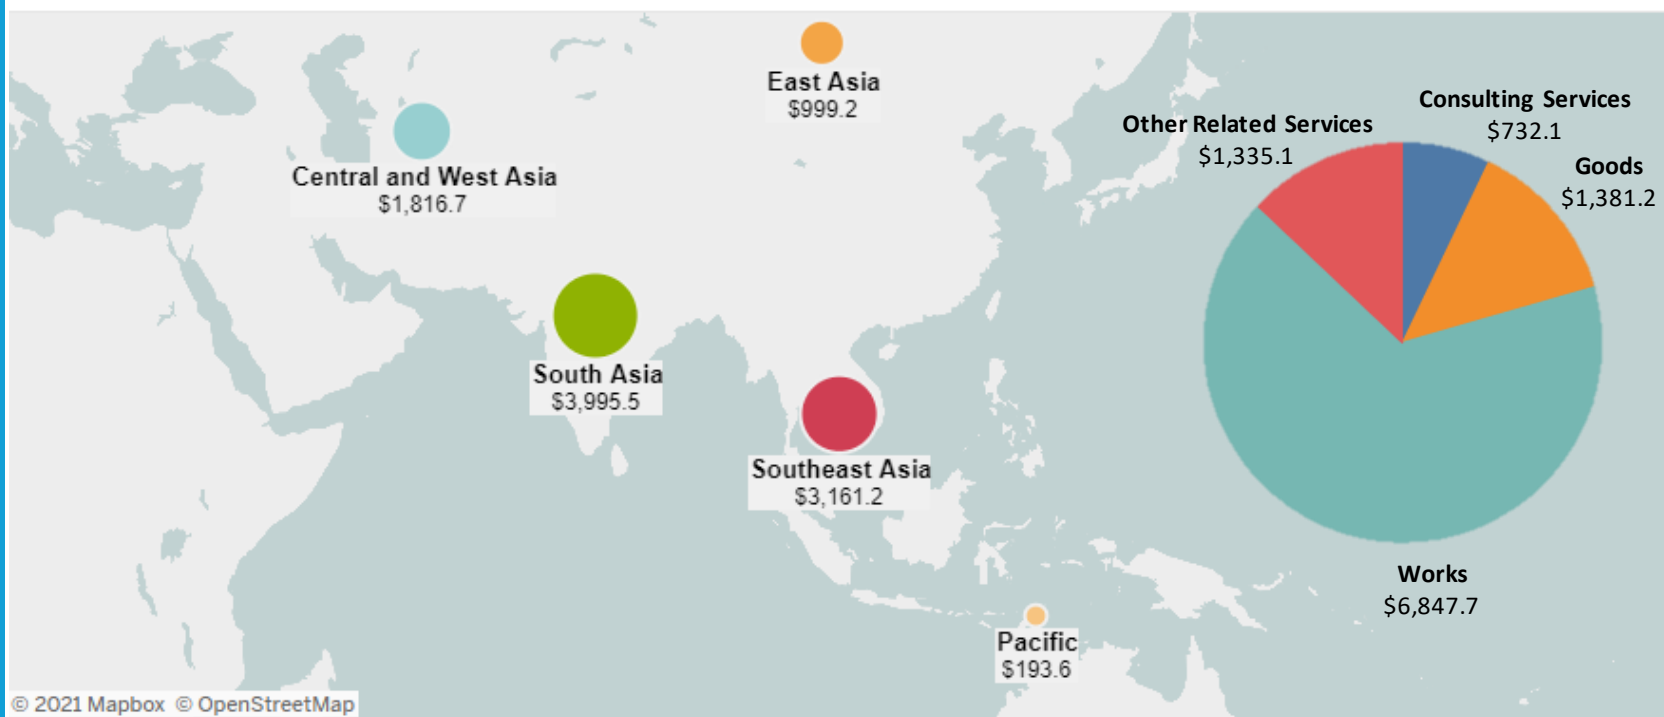 East Asia
$999.2
Central and West Asia
$1,816.7
South Asia
$3,995.5
Southeast Asia
$3,161.2
Pacific
$193.6
Consulting Services
$732.1
Other Related Services
$1,335.1
Goods
$1,381.2
Works
$6,847.7
© 2021 Mapbox © OpenStreetMap